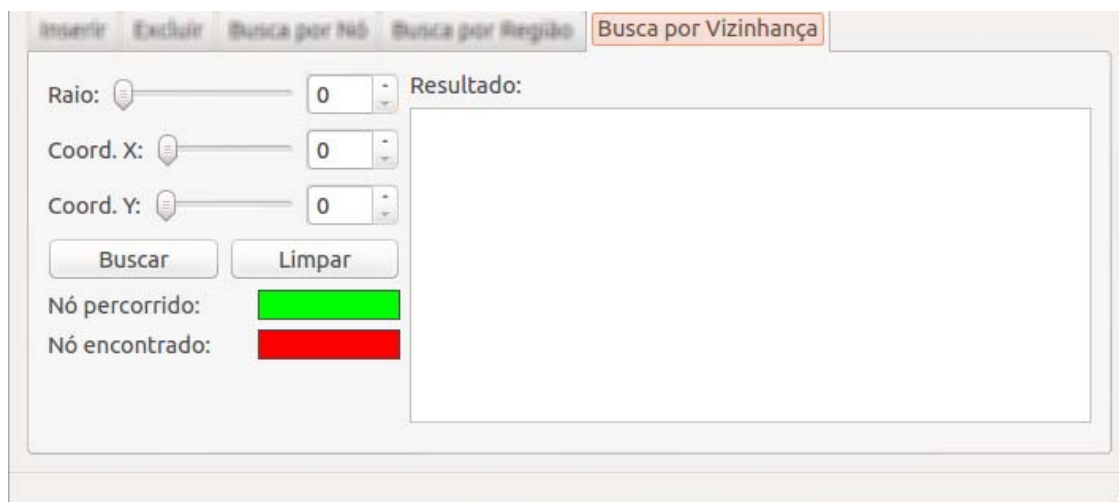 Inserir Excluir Busca por Nó Busca por Região Busca por Vizinhança
Raio: 0 Resultado:
Coord. X: 0
Coord. Y: 0
Buscar Limpar
Nó percorrido:
Nó encontrado: